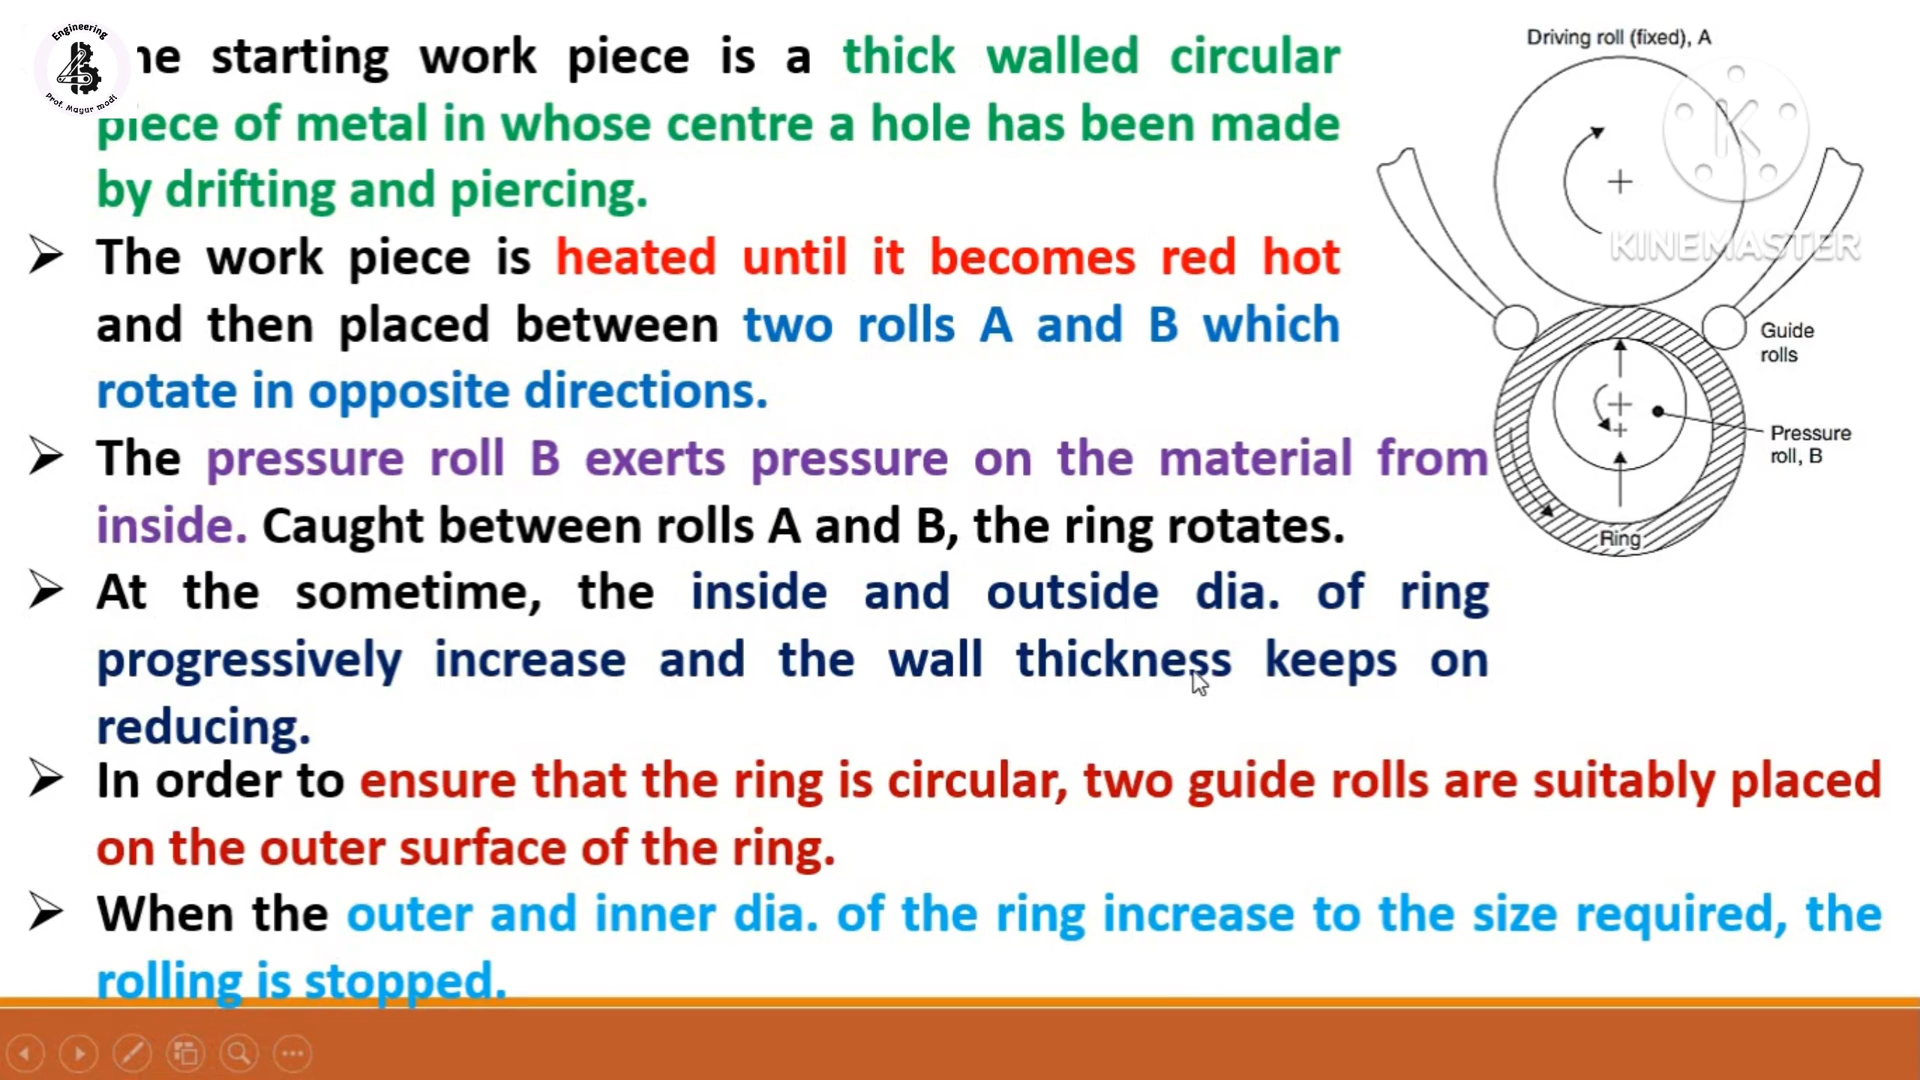 Engineering
Prof. Mayur modi
he starting work piece is a thick walled circular
piece of metal in whose centre a hole has been made
by drifting and piercing.
➢ The work piece is heated until it becomes red hot
and then placed between two rolls A and B which
rotate in opposite directions.
➢ The pressure roll B exerts pressure on the material from
inside. Caught between rolls A and B, the ring rotates.
➢ At the sometime, the inside and outside dia. of ring
progressively increase and the wall thickness keeps on
reducing.
➢ In order to ensure that the ring is circular, two guide rolls are suitably placed
on the outer surface of the ring.
➢ When the outer and inner dia. of the ring increase to the size required, the
rolling is stopped.
Driving roll (fixed), A
K
KINEMASTER
Guide
rolls
Pressure
roll, B
Ring